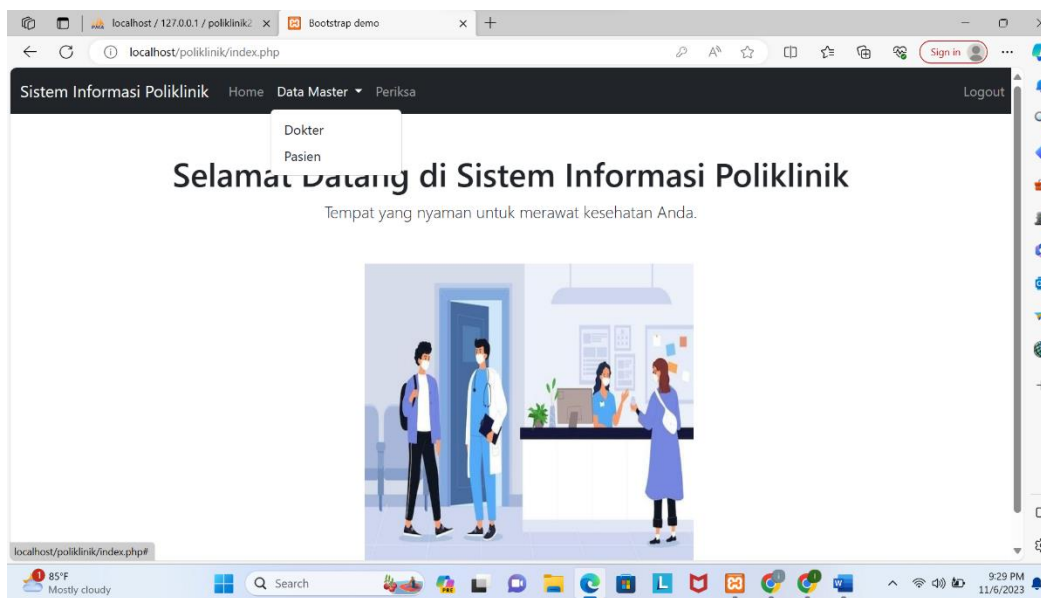 localhost / 127.0.0.1 / poliklinik2
Bootstrap demo
localhost/poliklinik/index.php
Sign in
Sistem Informasi Poliklinik Home Data Master Periksa Logout
Dokter
Pasien
Selamat Datang di Sistem Informasi Poliklinik
Tempat yang nyaman untuk merawat kesehatan Anda.
localhost/poliklinik/index.php#
1
85°F
Mostly cloudy
Search
9:29 PM
11/6/2023